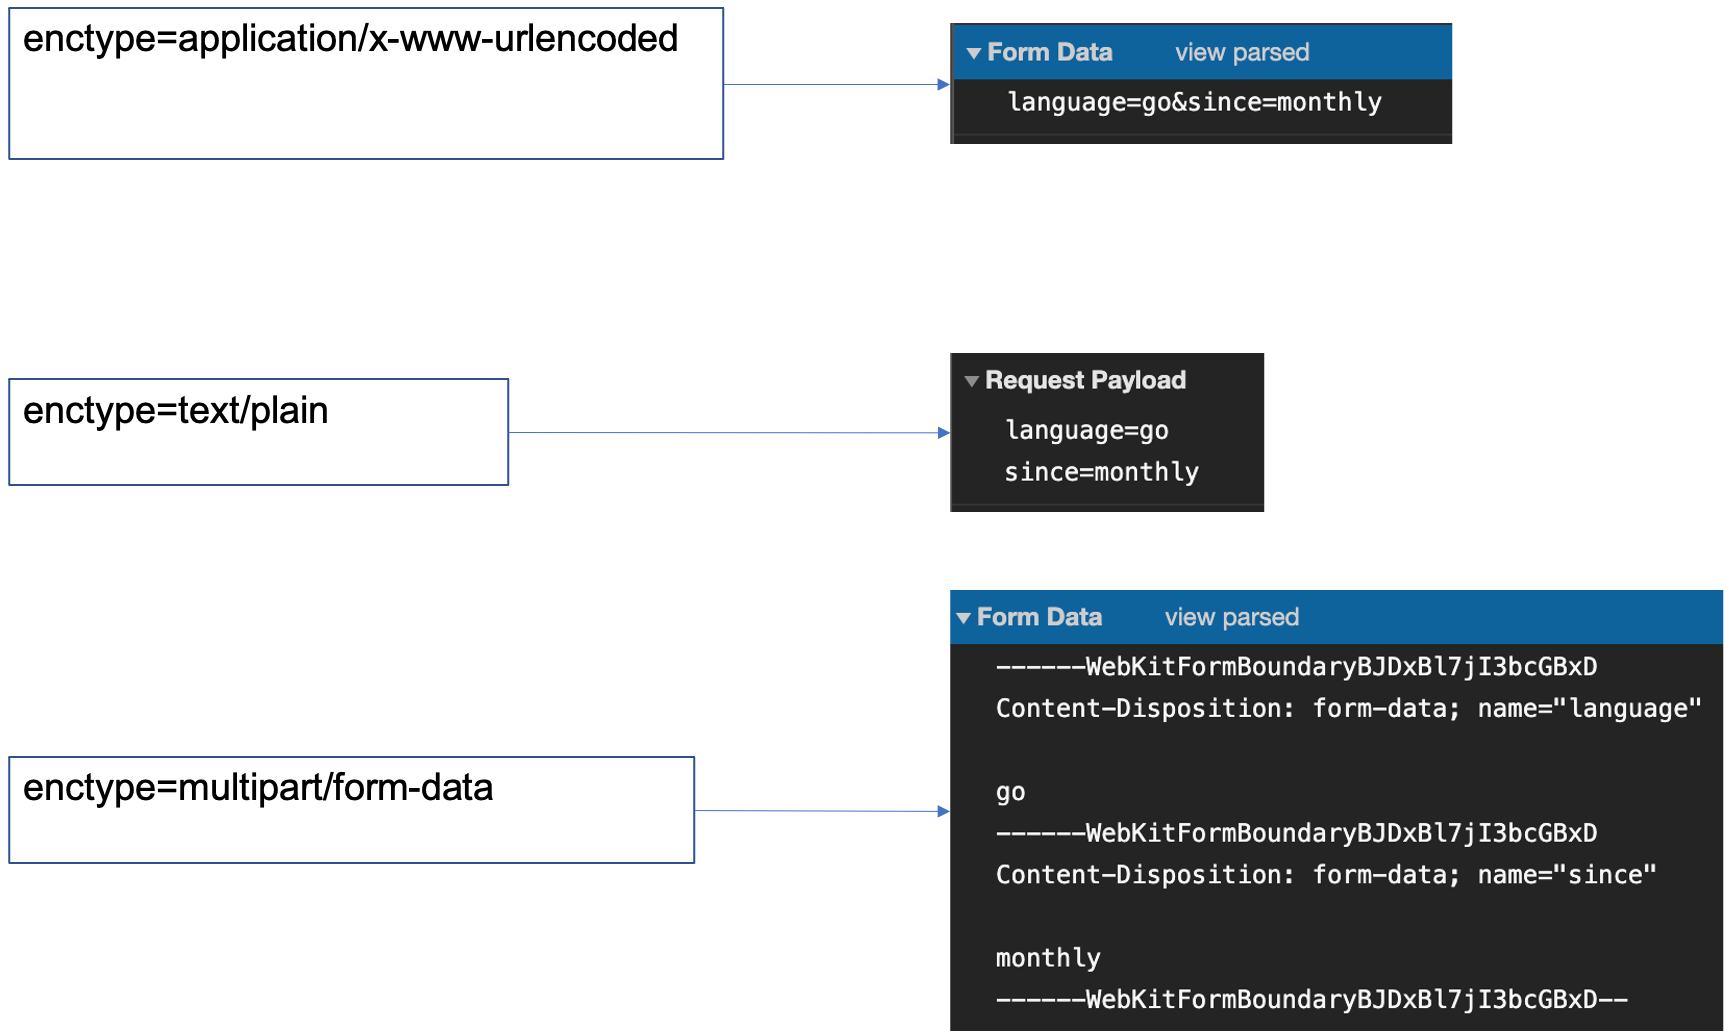 enctype=application/x-www-urlencoded
Form Data view parsed
language=go&since=monthly
enctype=text/plain
Request Payload
language=go
since=monthly
enctype=multipart/form-data
Form Data view parsed
------WebKitFormBoundaryBJDxBl7jI3bcGBxD
Content-Disposition: form-data; name="language"
go
------WebKitFormBoundaryBJDxBl7jI3bcGBxD
Content-Disposition: form-data; name="since"
monthly
------WebKitFormBoundaryBJDxBl7jI3bcGBxD--